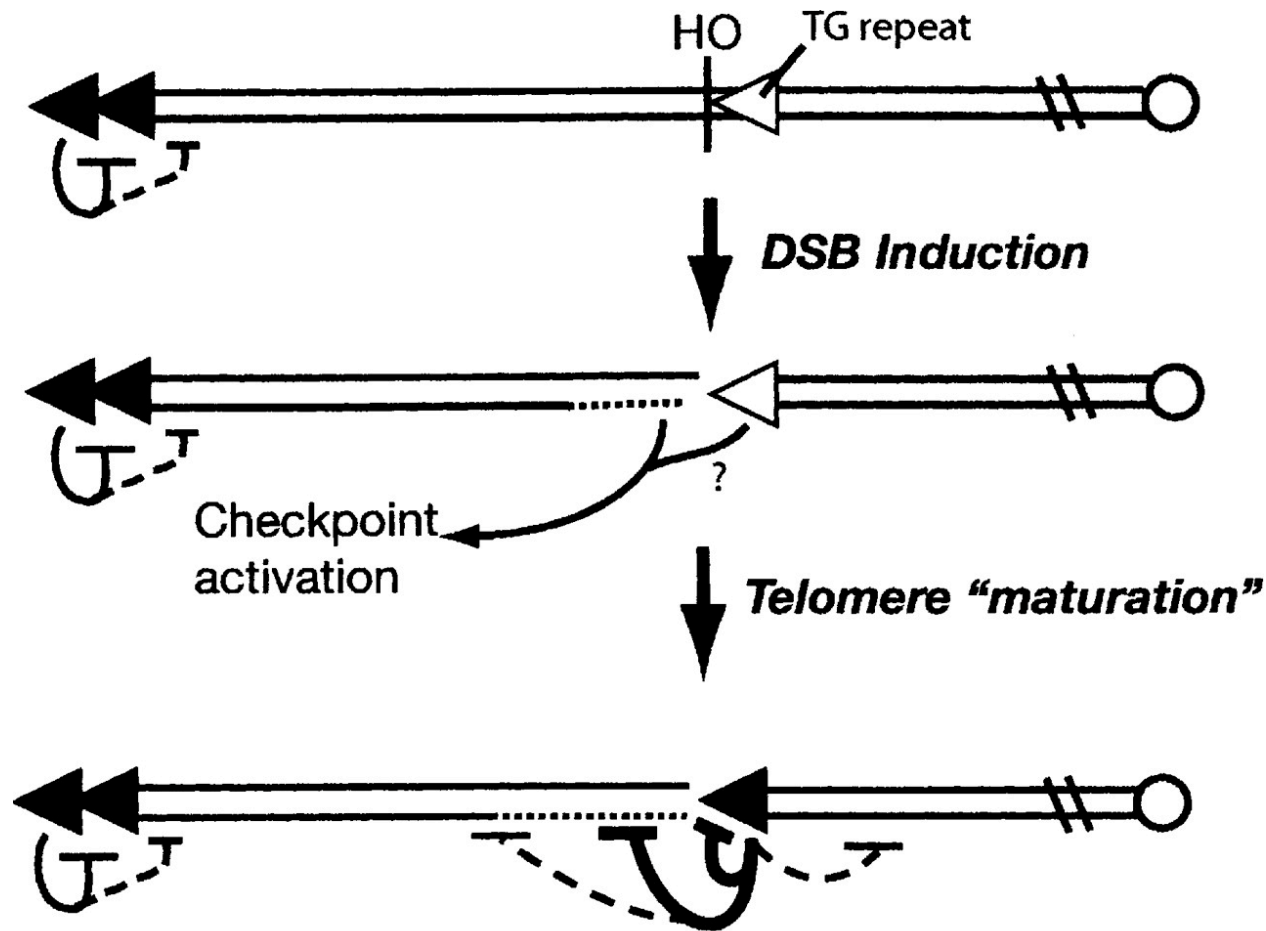 HO
TG repeat
DSB Induction
?
Checkpoint
activation
Telomere “maturation”